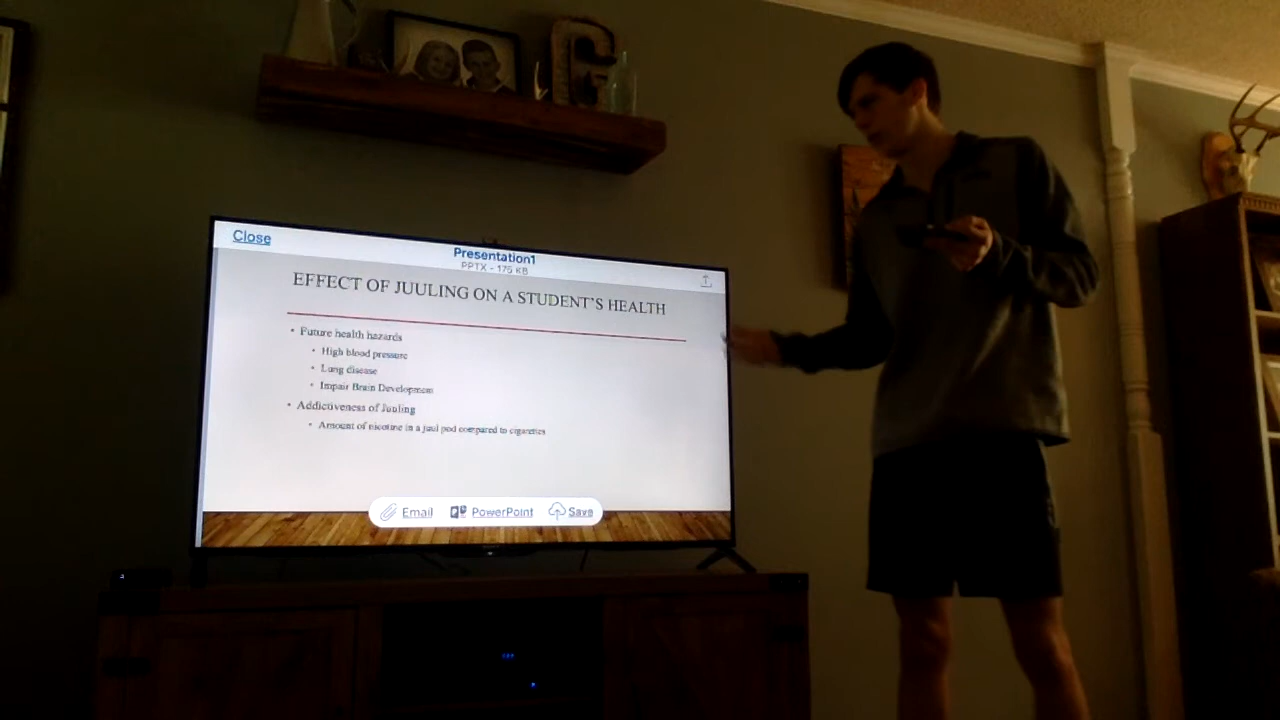 G
Close
Presentation1
PPTX - 175 KB
EFFECT OF JUULING ON A STUDENT'S HEALTH
• Future health hazards
• High blood pressure
• Lung disease
• Impair Brain Development
• Addictiveness of Juuling
• Amount of nicotine in a juul pod compared to cigarettes
Email PowerPoint Save